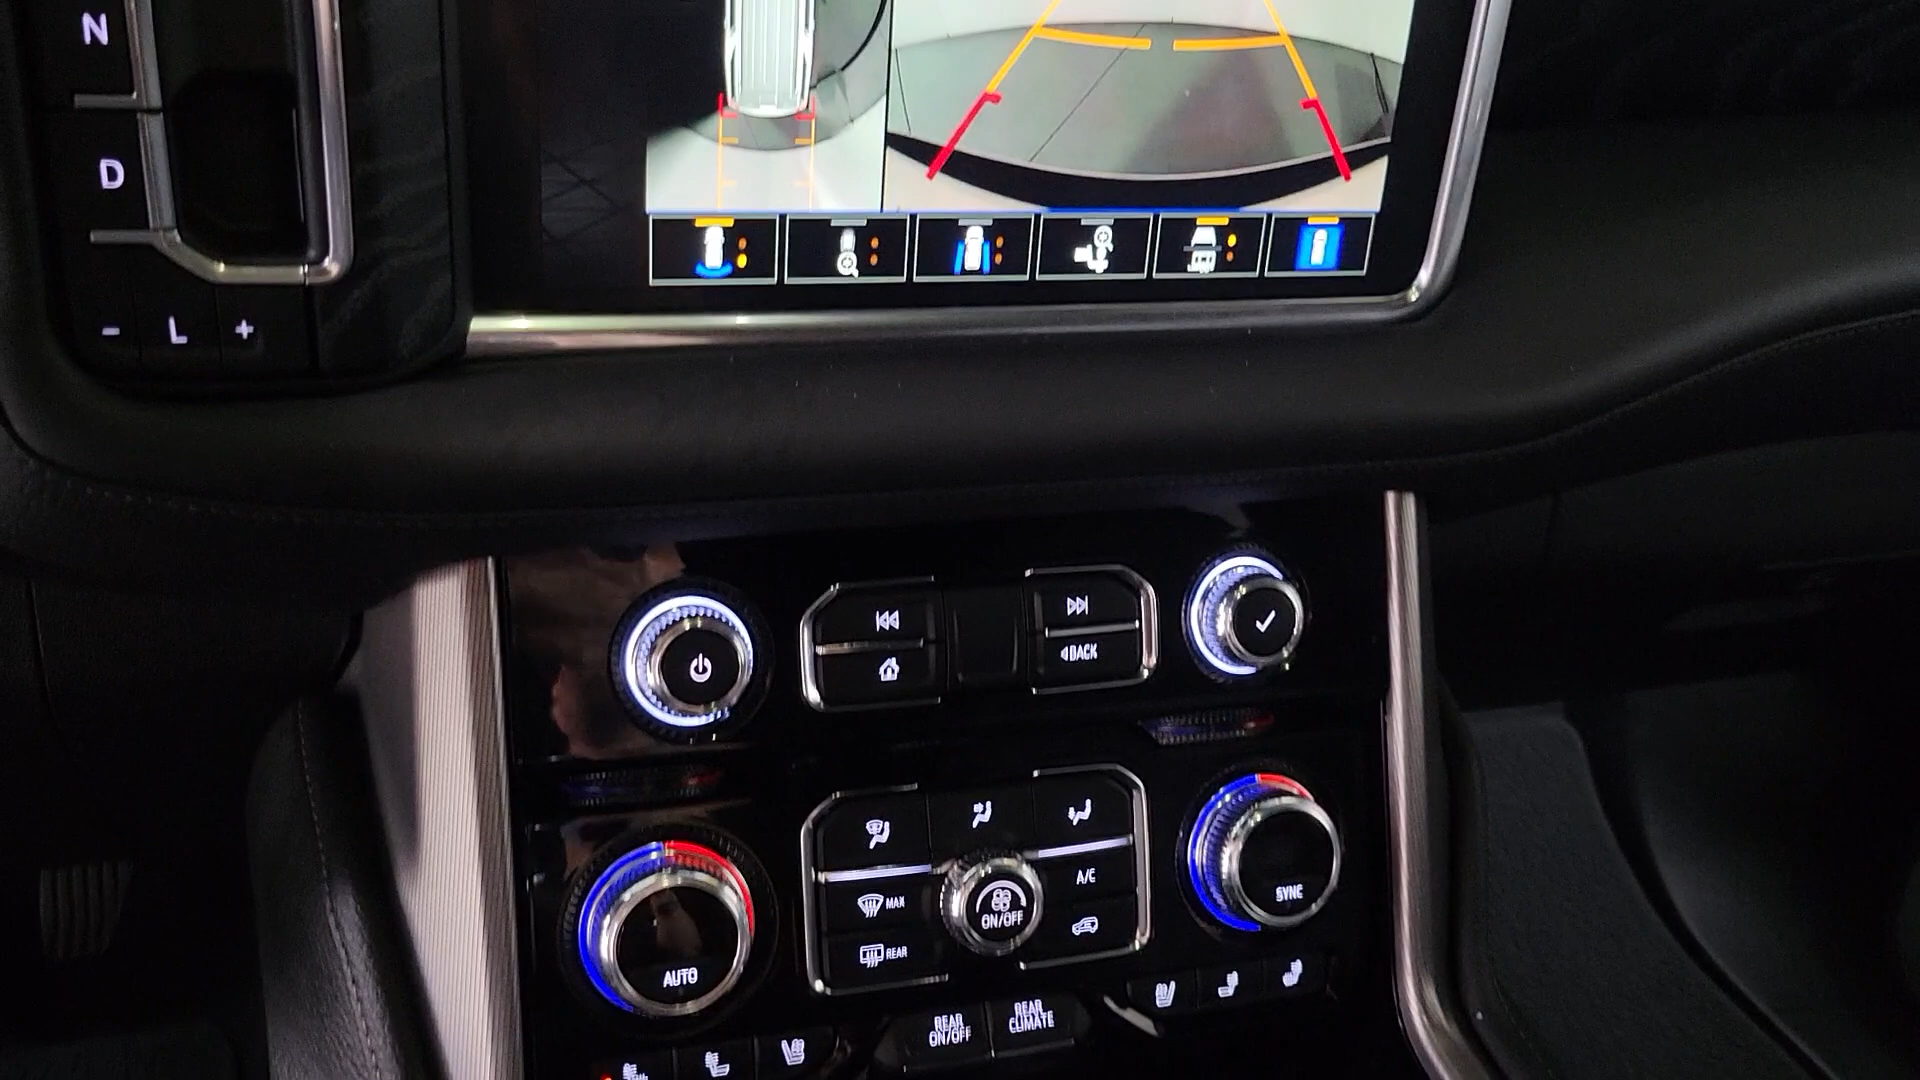 N
D
- L +
BACK
A/C
MAX
ON/OFF
SYNC
REAR
AUTO
REAR ON/OFF
REAR CLIMATE